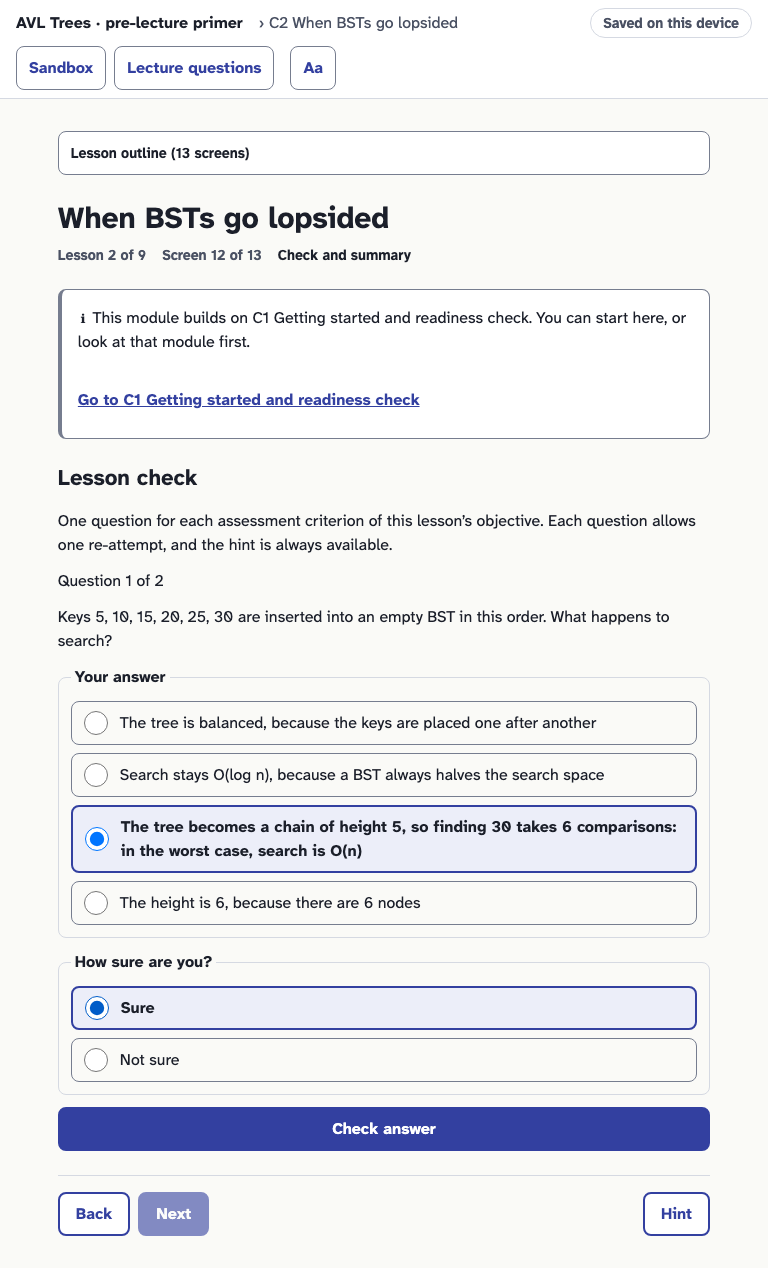 AVL Trees · pre-lecture primer › C2 When BSTs go lopsided Saved on this device
Sandbox Lecture questions Aa
Lesson outline (13 screens)
When BSTs go lopsided
Lesson 2 of 9 Screen 12 of 13 Check and summary
ℹ This module builds on C1 Getting started and readiness check. You can start here, or
look at that module first.
Go to C1 Getting started and readiness check
Lesson check
One question for each assessment criterion of this lesson’s objective. Each question allows
one re-attempt, and the hint is always available.
Question 1 of 2
Keys 5, 10, 15, 20, 25, 30 are inserted into an empty BST in this order. What happens to
search?
Your answer
The tree is balanced, because the keys are placed one after another
Search stays O(log n), because a BST always halves the search space
The tree becomes a chain of height 5, so finding 30 takes 6 comparisons:
in the worst case, search is O(n)
The height is 6, because there are 6 nodes
How sure are you?
Sure
Not sure
Check answer
Back Next Hint